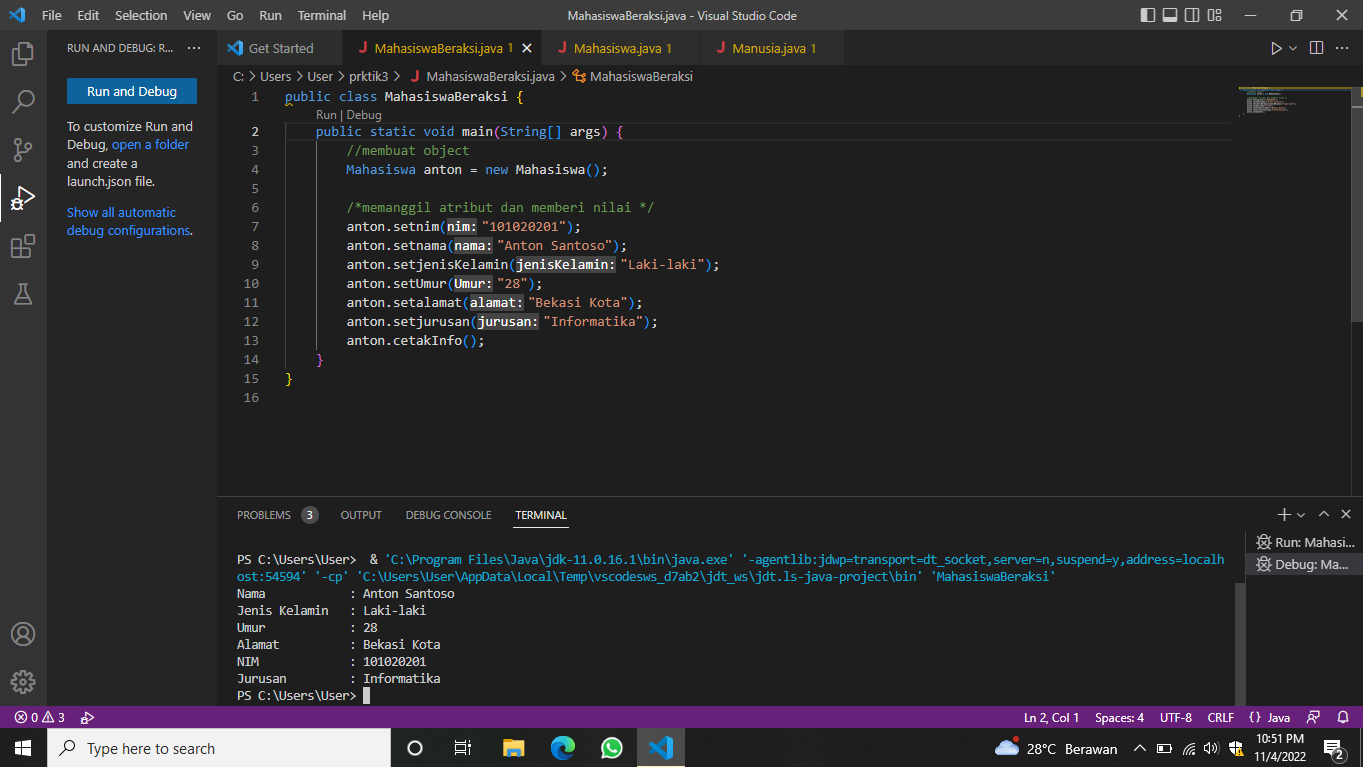 File Edit Selection View Go Run Terminal Help
MahasiswaBeraksi.java - Visual Studio Code
RUN AND DEBUG: R... ···
Run and Debug
To customize Run and
Debug, open a folder
and create a
launch.json file.
Show all automatic
debug configurations.
Get Started
MahasiswaBeraksi.java 1
Mahasiswa.java 1
Manusia.java 1
C: > Users > User > prktik3 > J MahasiswaBeraksi.java > MahasiswaBeraksi
1 public class MahasiswaBeraksi {
Run | Debug
2 public static void main(String[] args) {
3 //membuat object
4 Mahasiswa anton = new Mahasiswa();
5
6 /*memanggil atribut dan memberi nilai */
7 anton.setnim(nim: "101020201");
8 anton.setnama(nama: "Anton Santoso");
9 anton.setjenisKelamin(jenisKelamin: "Laki-laki");
10 anton.setUmur(Umur: "28");
11 anton.setalamat(alamat: "Bekasi Kota");
12 anton.setjurusan(jurusan: "Informatika");
13 anton.cetakInfo();
14 }
15 }
16
PROBLEMS 3 OUTPUT DEBUG CONSOLE TERMINAL
PS C:\Users\User>  & 'C:\Program Files\Java\jdk-11.0.16.1\bin\java.exe' '-agentlib:jdwp=transport=dt_socket,server=n,suspend=y,address=localh
ost:54594' '-cp' 'C:\Users\User\AppData\Local\Temp\vscodesws_d7ab2\jdt_ws\jdt.ls-java-project\bin' 'MahasiswaBeraksi'
Nama : Anton Santoso
Jenis Kelamin : Laki-laki
Umur : 28
Alamat : Bekasi Kota
NIM : 101020201
Jurusan : Informatika
PS C:\Users\User>
Run: Mahasi...
Debug: Ma...
0 3
Ln 2, Col 1 Spaces: 4 UTF-8 CRLF {} Java
Type here to search
28°C Berawan
10:51 PM
11/4/2022
2